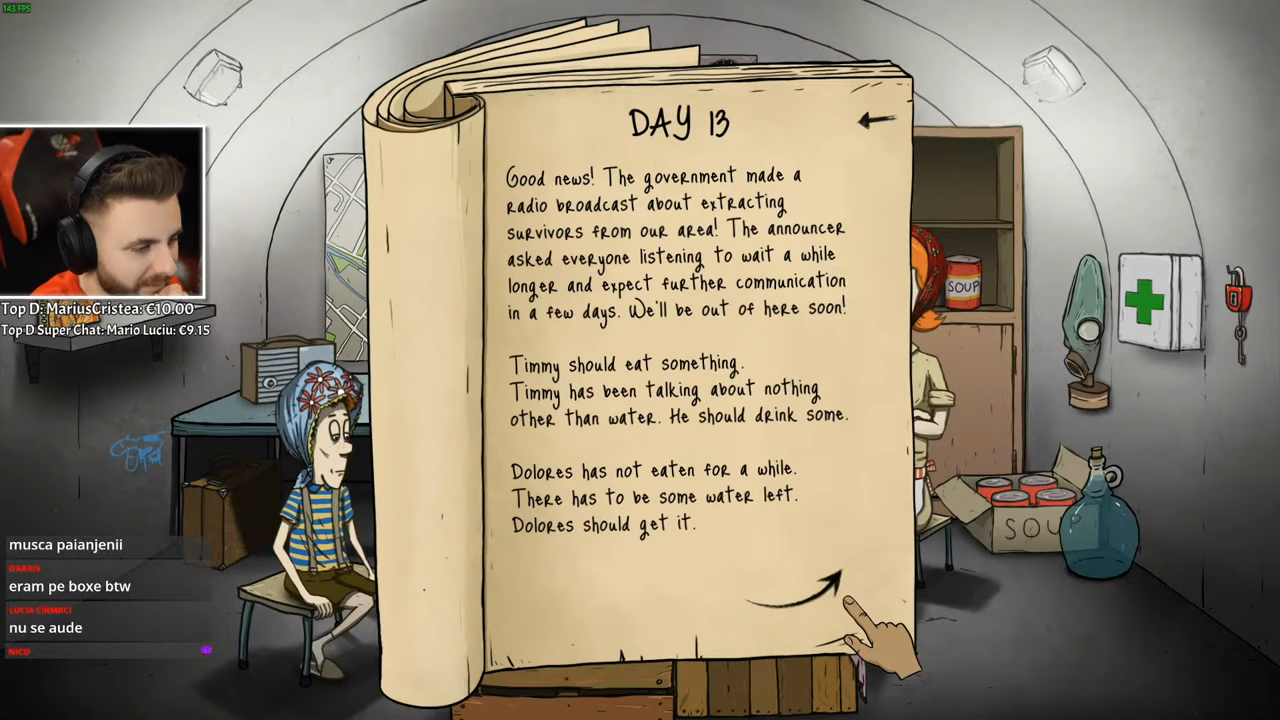 143 FPS
DAY 13
Good news! The government made a
radio broadcast about extracting
survivors from our area! The announcer
asked everyone listening to wait a while
longer and expect further communication
in a few days. We'll be out of here soon!
Timmy should eat something.
Timmy has been talking about nothing
other than water. He should drink some.
Dolores has not eaten for a while.
There has to be some water left.
Dolores should get it.
Top D: MariusCristea: €10.00
Top D Super Chat: Mario Luciu: €9.15
SOUP
SOUP
musca paianjenii
DARIUS
eram pe boxe btw
LUCIA CÎRMACI
nu se aude
NICO